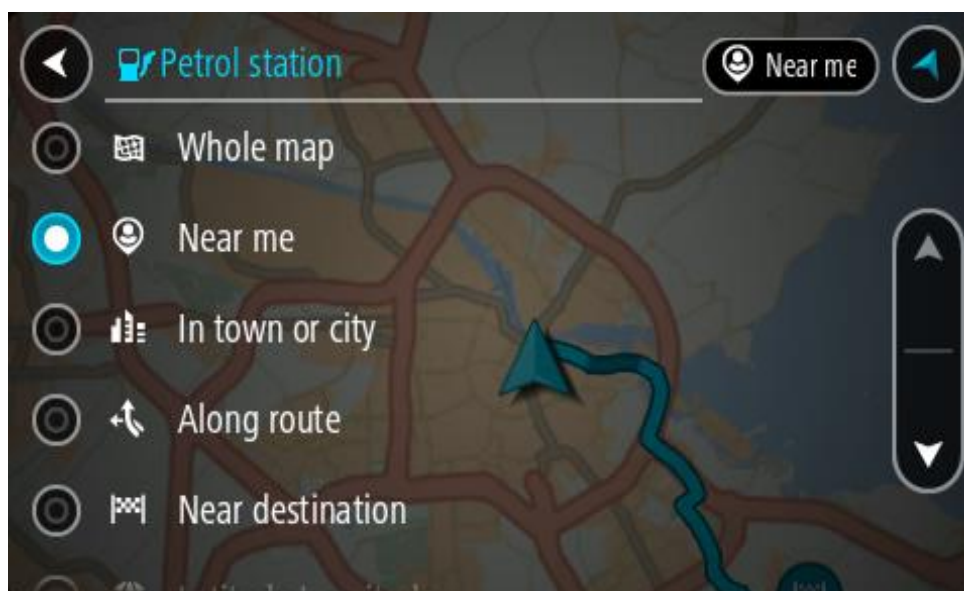 Petrol station
Near me
Whole map
Near me
In town or city
Along route
Near destination